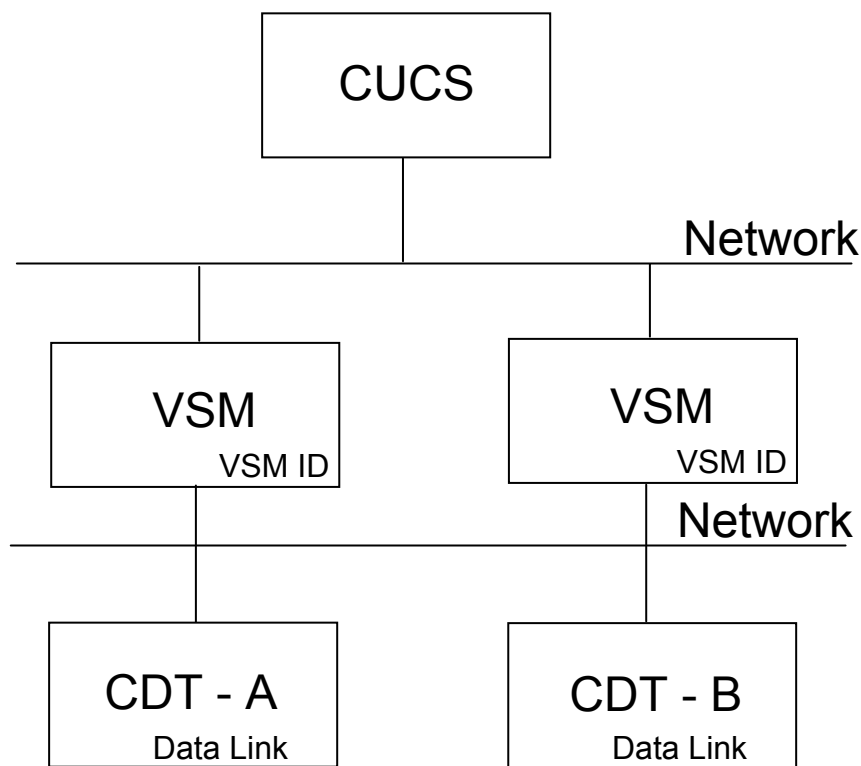 CUCS
Network
VSM
VSM ID
VSM
VSM ID
Network
CDT - A
Data Link
CDT - B
Data Link